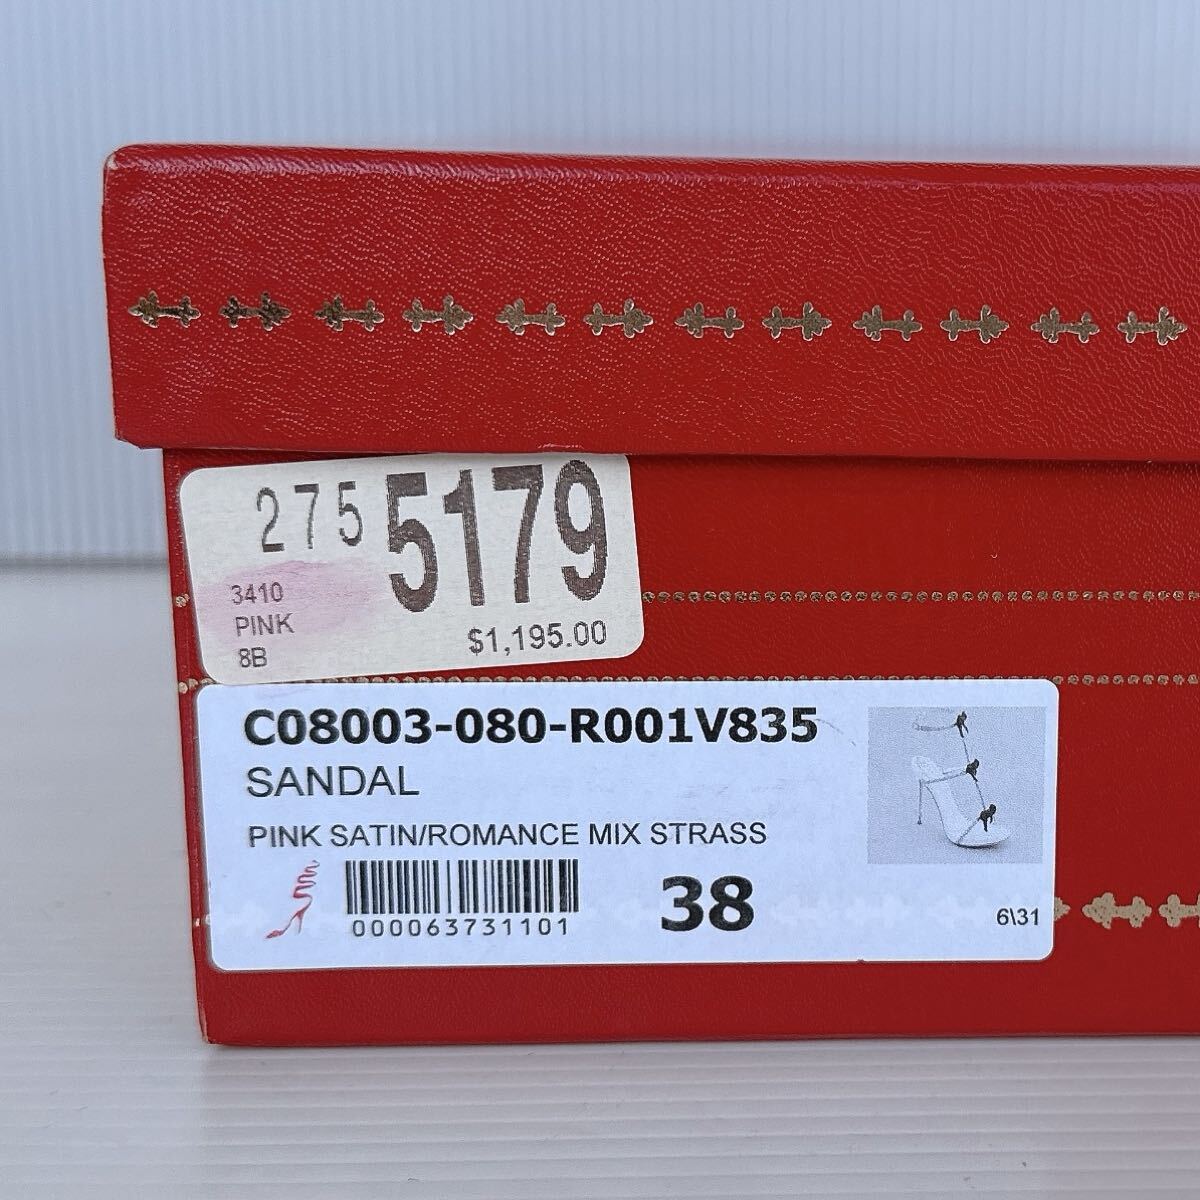 275 5179
3410
PINK
8B
$1,195.00
C08003-080-R001V835
SANDAL
PINK SATIN/ROMANCE MIX STRASS
000063731101
38
6\31